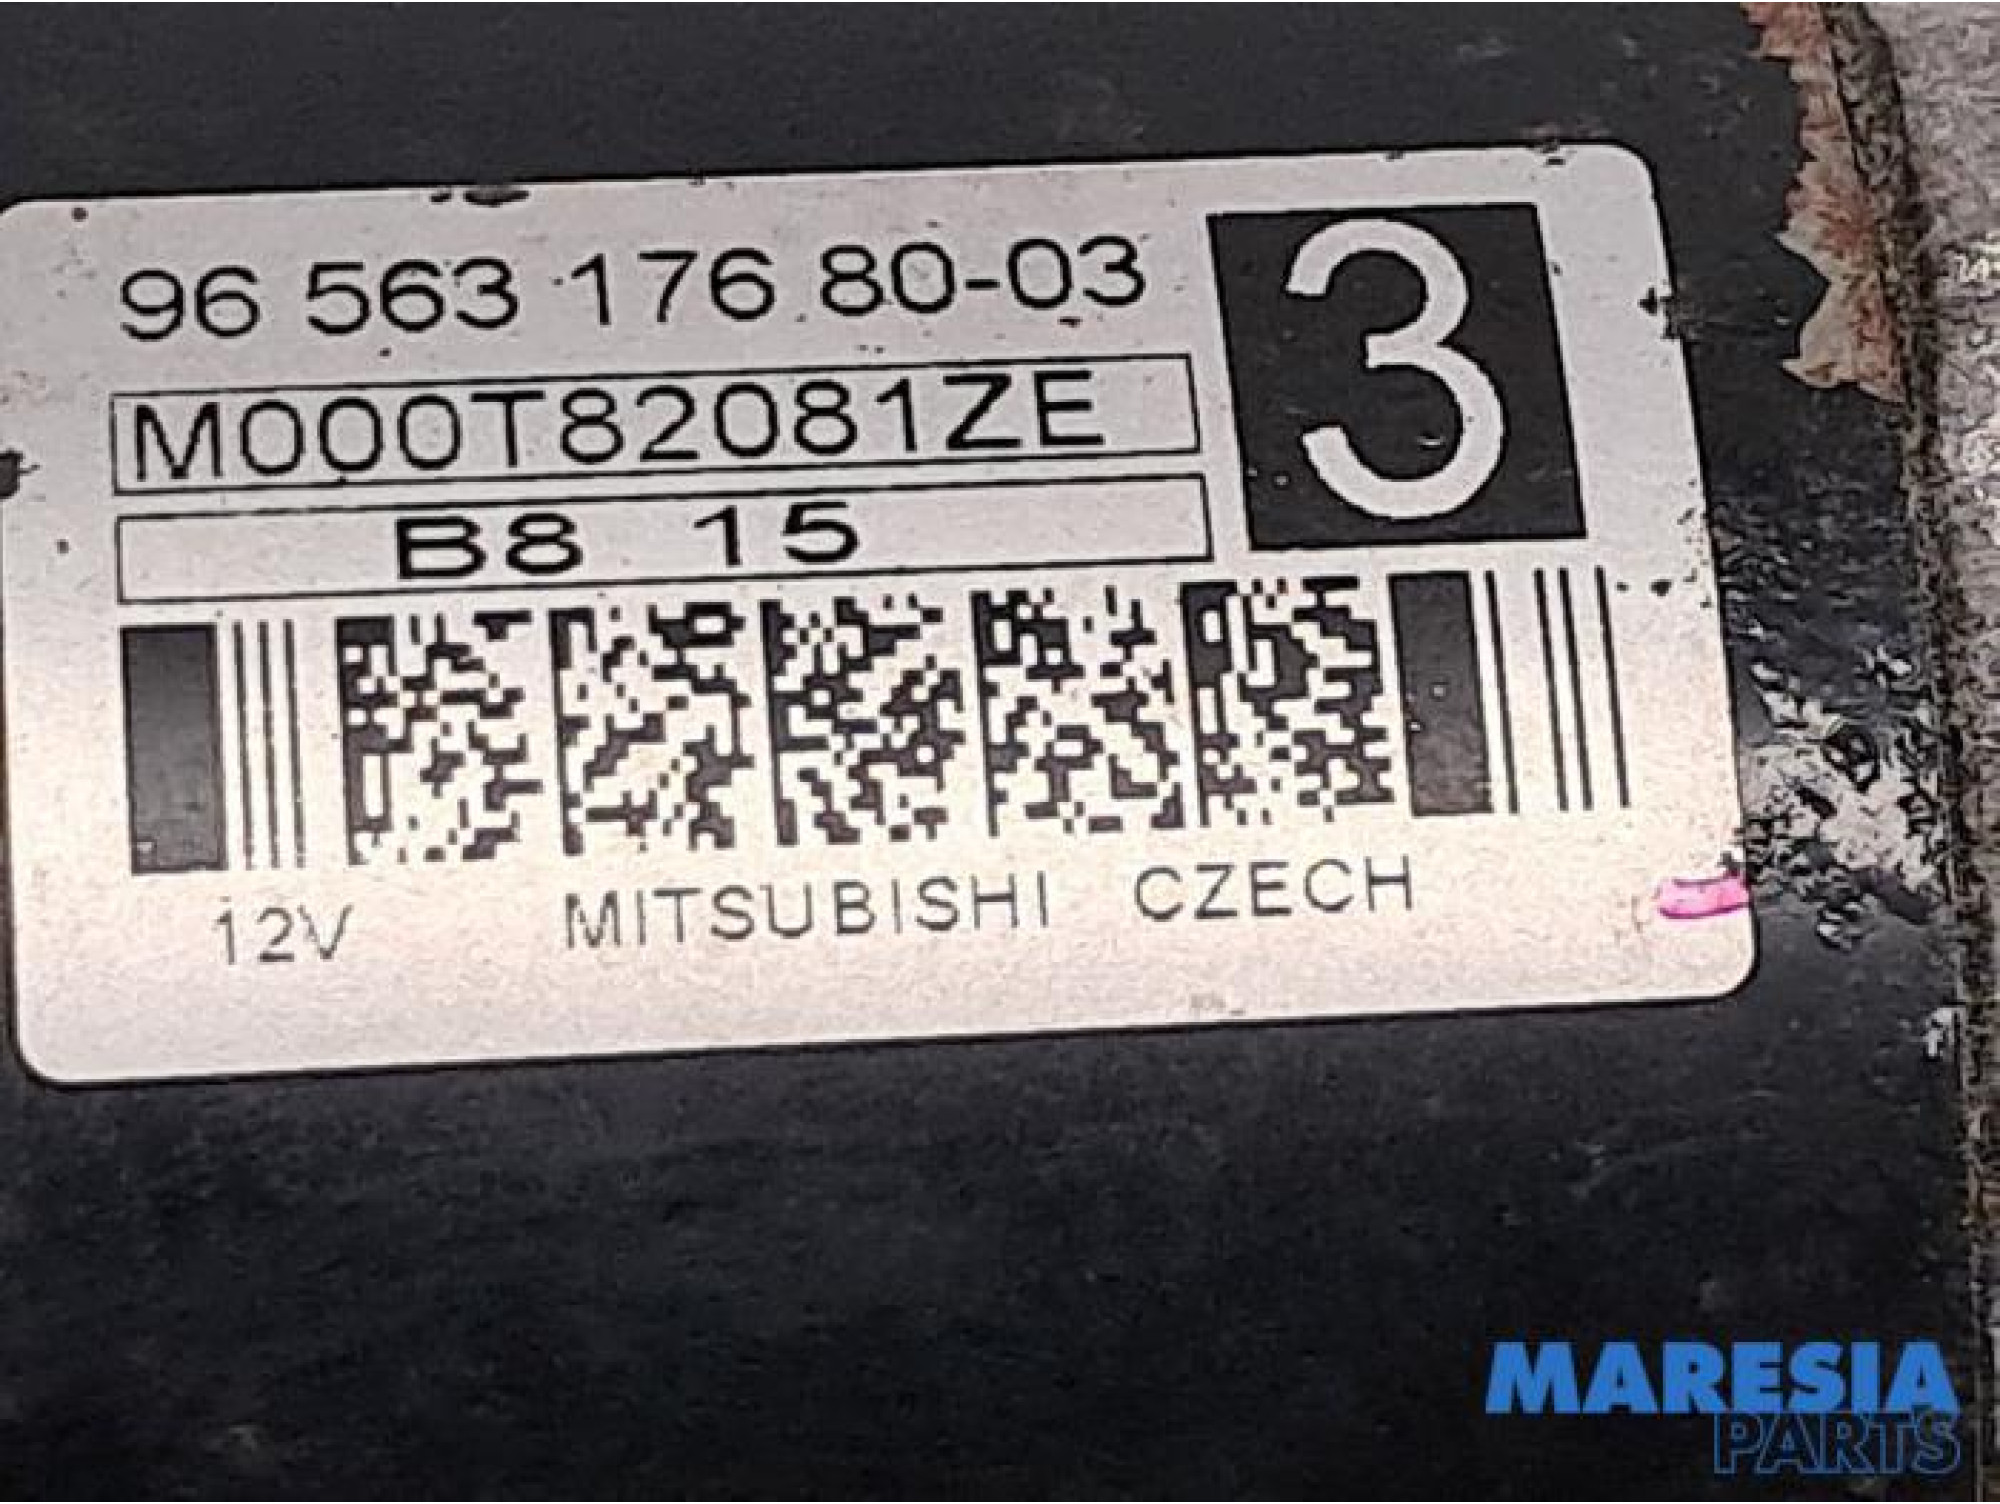 96 563 176 80-03
3
M000T82081ZE
B8 15
12V MITSUBISHI CZECH
MARESIA
PARTS